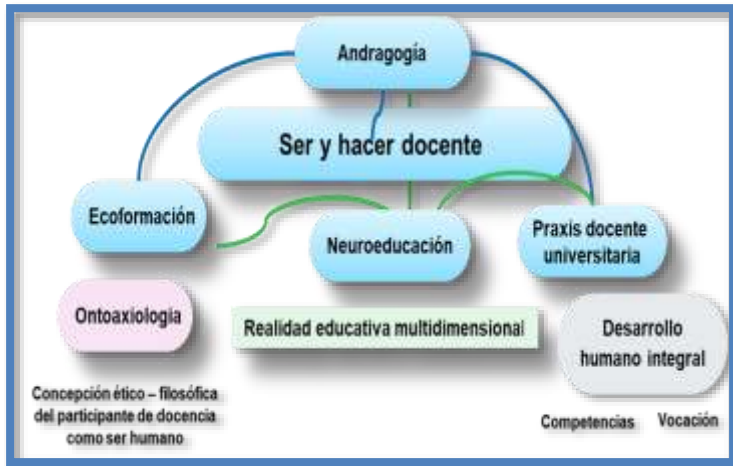 Andragogía
Ser y hacer docente
Ecoformación
Neuroeducación
Praxis docente
universitaria
Ontoaxiología
Realidad educativa multidimensional
Desarrollo
humano integral
Concepción ético – filosófica
del participante de docencia
como ser humano
Competencias
Vocación